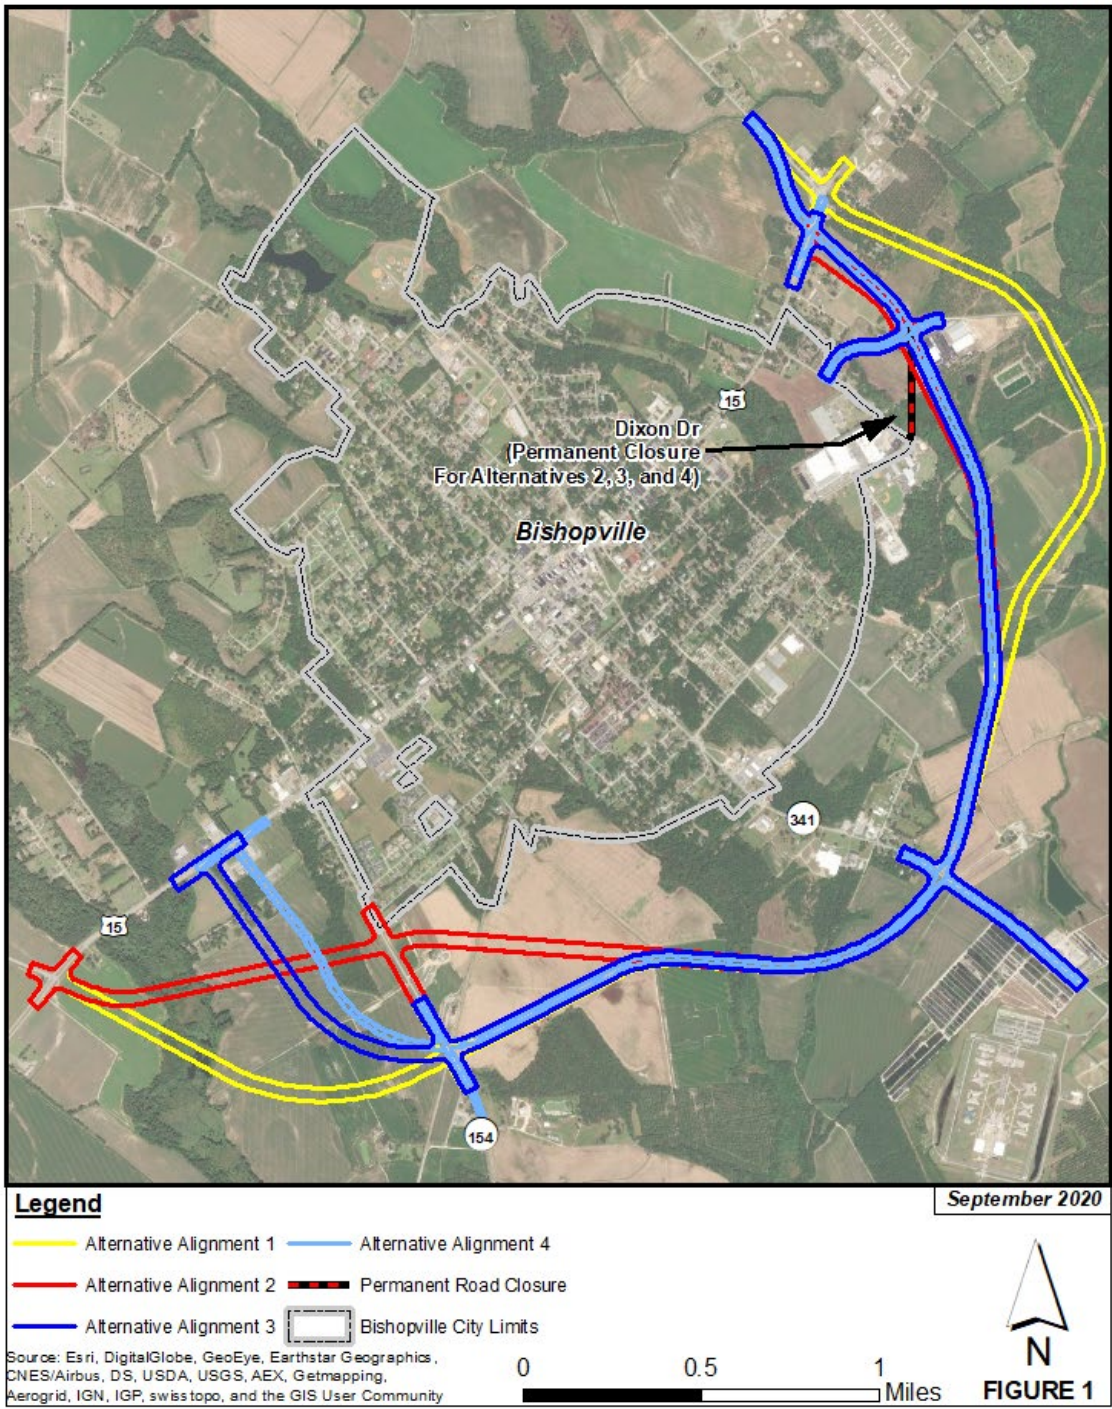 15
Dixon Dr
(Permanent Closure
For Alternatives 2, 3, and 4)
Bishopville
341
15
154
Legend
September 2020
Alternative Alignment 1
Alternative Alignment 4
Alternative Alignment 2
Permanent Road Closure
Alternative Alignment 3
Bishopville City Limits
Source: Esri, DigitalGlobe, GeoEye, Earthstar Geographics,
CNES/Airbus, DS, USDA, USGS, AEX, Getmapping,
Aerogrid, IGN, IGP, swisstopo, and the GIS User Community
0 0.5 1
Miles
N
FIGURE 1